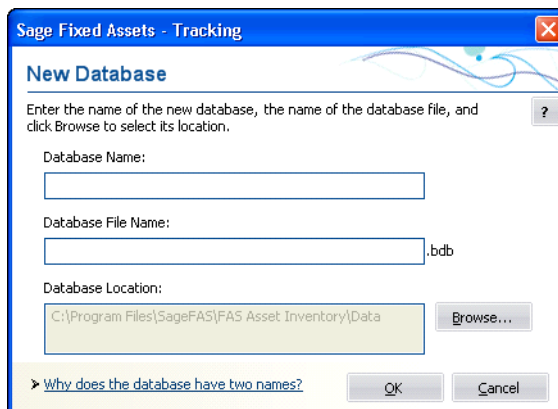 Sage Fixed Assets - Tracking
New Database
Enter the name of the new database, the name of the database file, and
click Browse to select its location.
?
Database Name:
Database File Name:
.bdb
Database Location:
C:\Program Files\SageFAS\FAS Asset Inventory\Data
Browse...
Why does the database have two names?
OK
Cancel